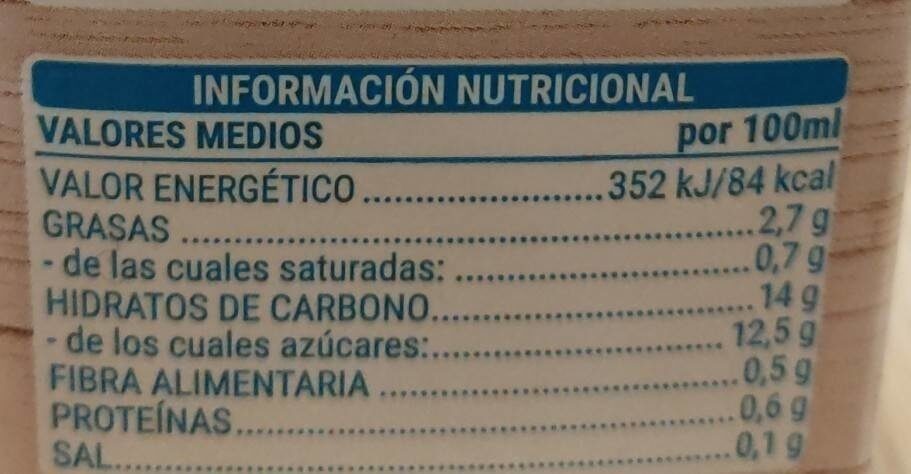 INFORMACIÓN NUTRICIONAL
VALORES MEDIOS por 100ml
VALOR ENERGÉTICO .................... 352 kJ/84 kcal
GRASAS .................................................. 2,7 g
- de las cuales saturadas: ......................... 0,7 g
HIDRATOS DE CARBONO........................... 14 g
- de los cuales azúcares:......................... 12,5 g
FIBRA ALIMENTARIA ............................... 0,5 g
PROTEÍNAS............................................ 0,6 g
SAL....................................................... 0,1 g